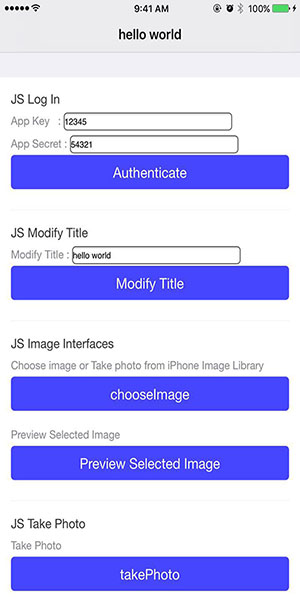 9:41 AM 100%
hello world
JS Log In
App Key : 12345
App Secret : 54321
Authenticate
JS Modify Title
Modify Title : hello world
Modify Title
JS Image Interfaces
Choose image or Take photo from iPhone Image Library
chooseImage
Preview Selected Image
Preview Selected Image
JS Take Photo
Take Photo
takePhoto